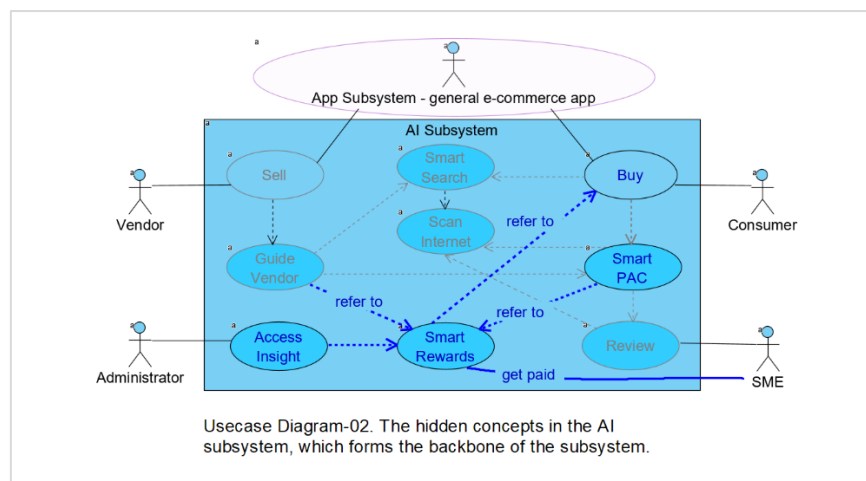 a
a
App Subsystem - general e-commerce app
a
AI Subsystem
a
Vendor
a
Sell
a
Smart
Search
a
Buy
a
Consumer
refer to
a
Scan
Internet
a
Guide
Vendor
a
Smart
PAC
refer to
refer to
a
Administrator
a
Access
Insight
a
Smart
Rewards
a
Review
a
SME
get paid
Usecase Diagram-02. The hidden concepts in the AI
subsystem, which forms the backbone of the subsystem.